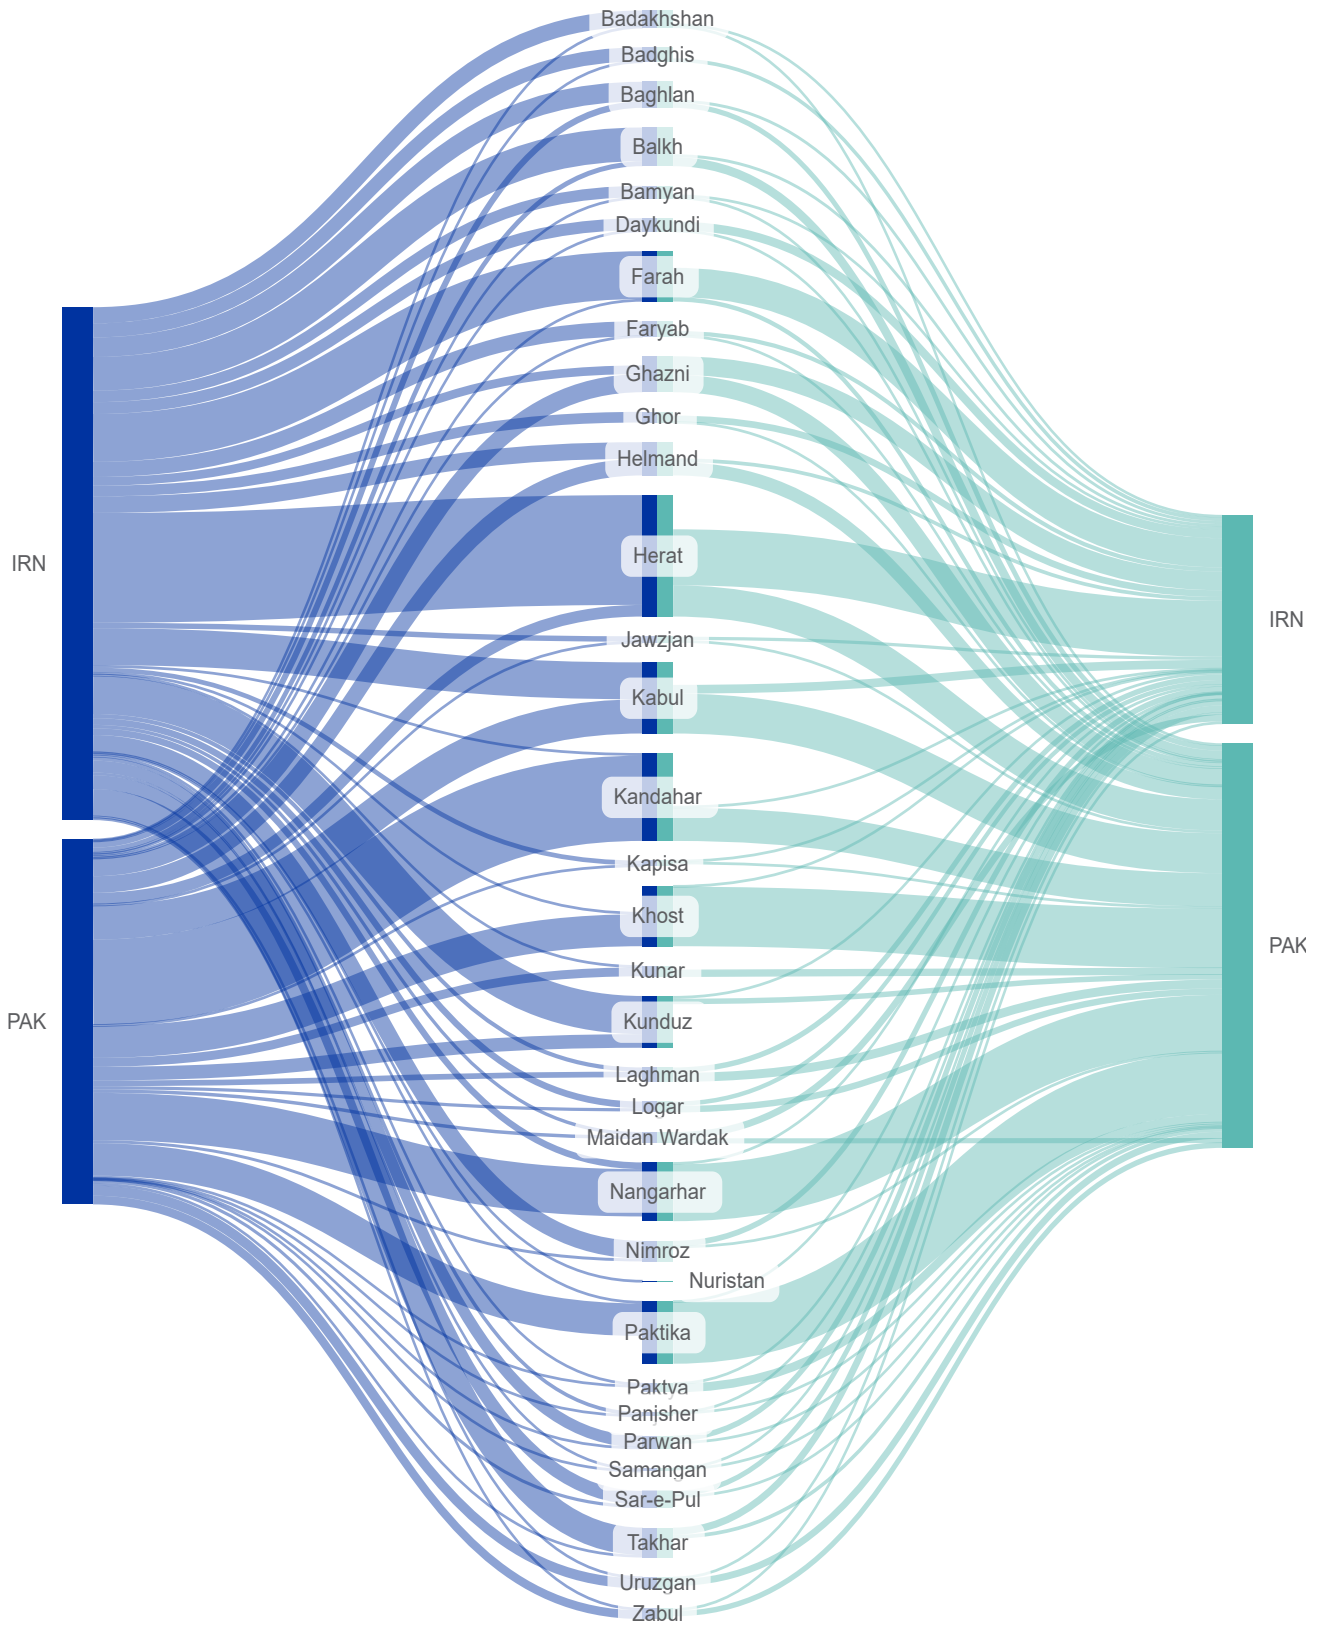 Badakhshan
Badghis
Baghlan
Balkh
Bamyan
Daykundi
Farah
Faryab
Ghazni
Ghor
Helmand
Herat
IRN
IRN
Jawzjan
Kabul
Kandahar
Kapisa
Khost
PAK
Kunar
PAK
Kunduz
Laghman
Logar
Maidan Wardak
Nangarhar
Nimroz
Nuristan
Paktika
Paktya
Panjsher
Parwan
Samangan
Sar-e-Pul
Takhar
Uruzgan
Zabul